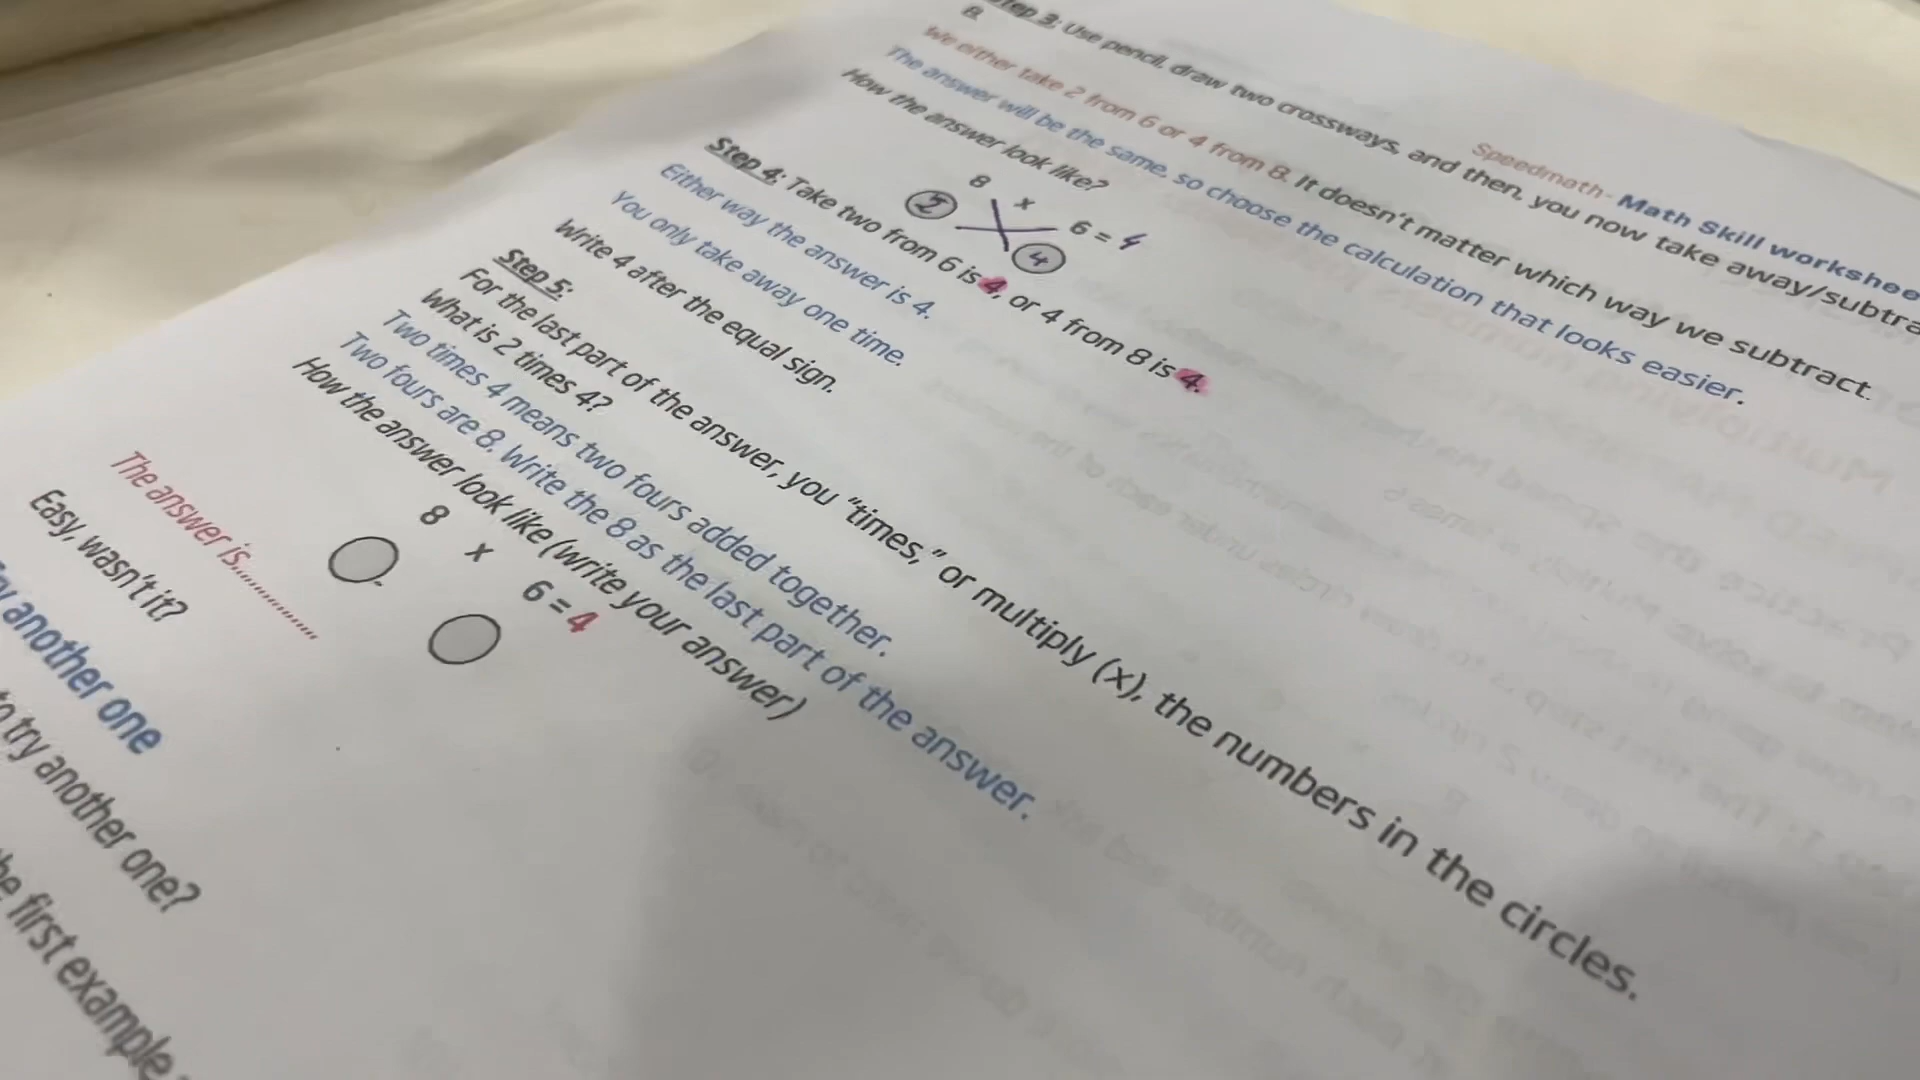 Speedmath - Math Skill workshee
Step 3: Use pencil, draw two crossways, and then, you now take away/subtra
We either take 2 from 6 or 4 from 8. It doesn't matter which way we subtract.
The answer will be the same, so choose the calculation that looks easier.
How the answer look like?
8 x 6 = 4
2 4
Step 4: Take two from 6 is 4, or 4 from 8 is 4.
Either way the answer is 4.
You only take away one time.
Write 4 after the equal sign.
Step 5:
For the last part of the answer, you “times,” or multiply (x), the numbers in the circles.
What is 2 times 4?
Two times 4 means two fours added together.
Two fours are 8. Write the 8 as the last part of the answer.
How the answer look like (write your answer)
8 x 6 = 4
The answer is..............
Easy, wasn't it?
another one
to try another one?
first example